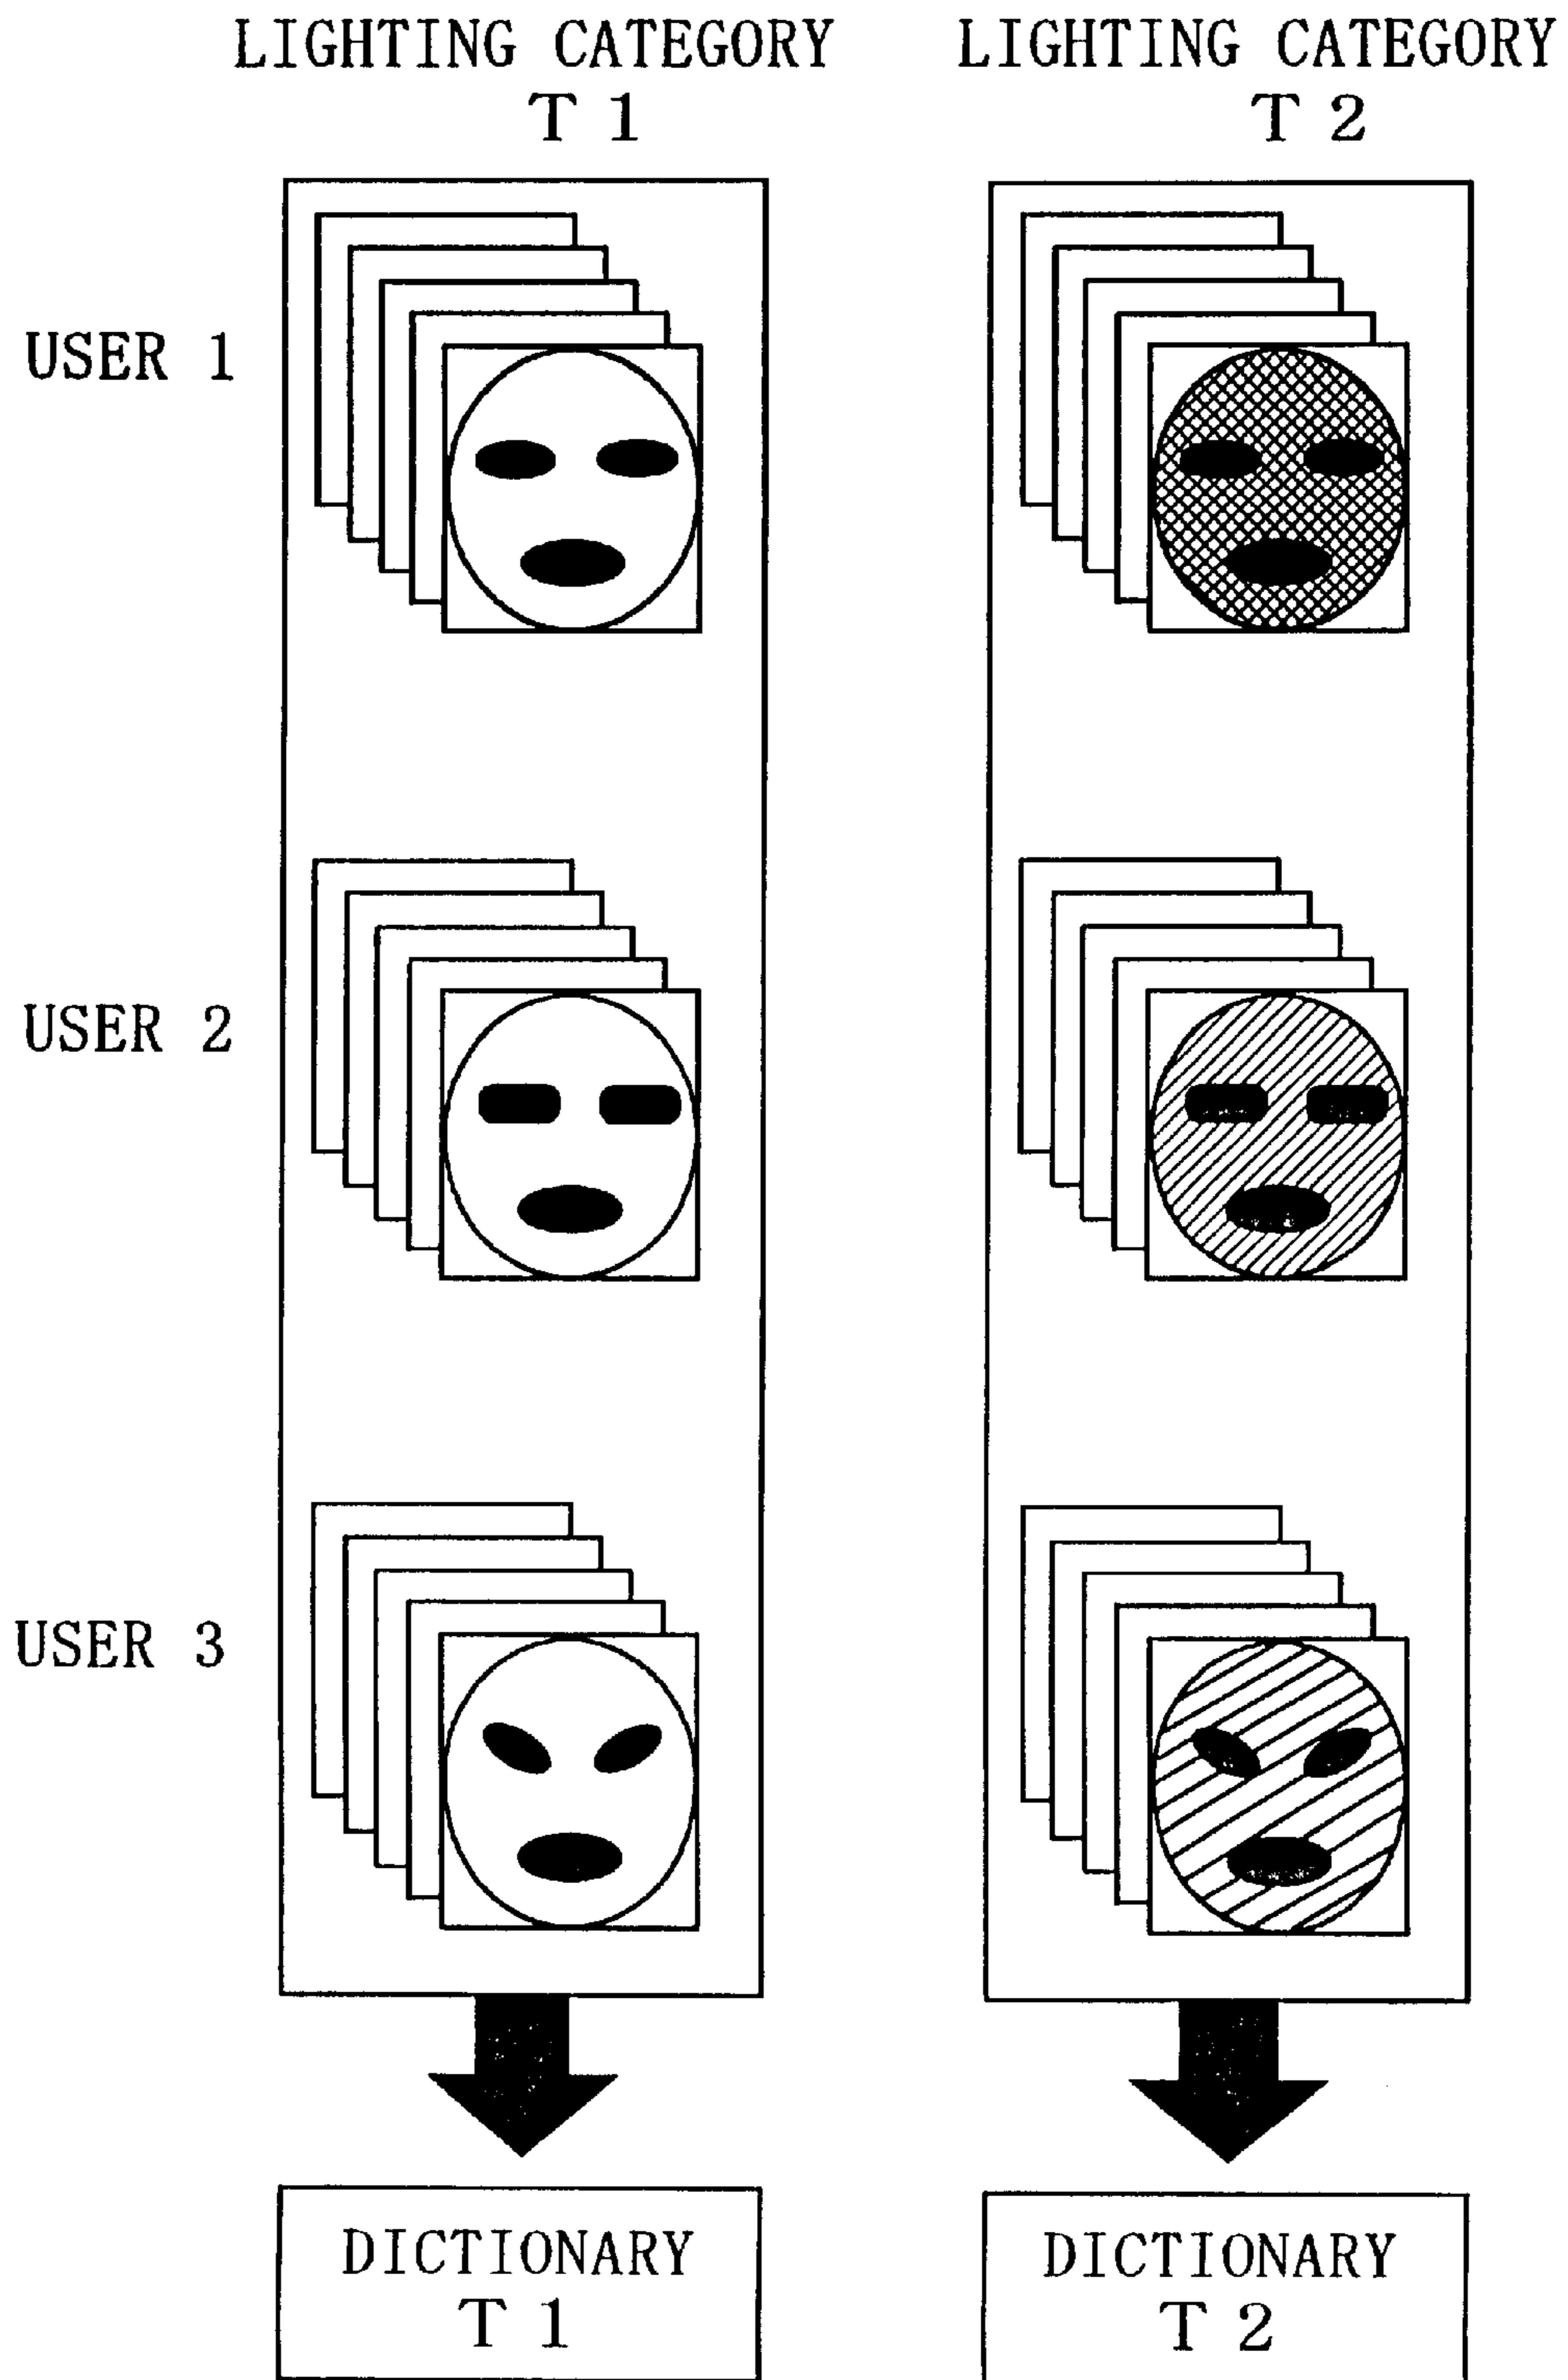 LIGHTING CATEGORY
T 1
LIGHTING CATEGORY
T 2
USER 1
USER 2
USER 3
DICTIONARY
T 1
DICTIONARY
T 2